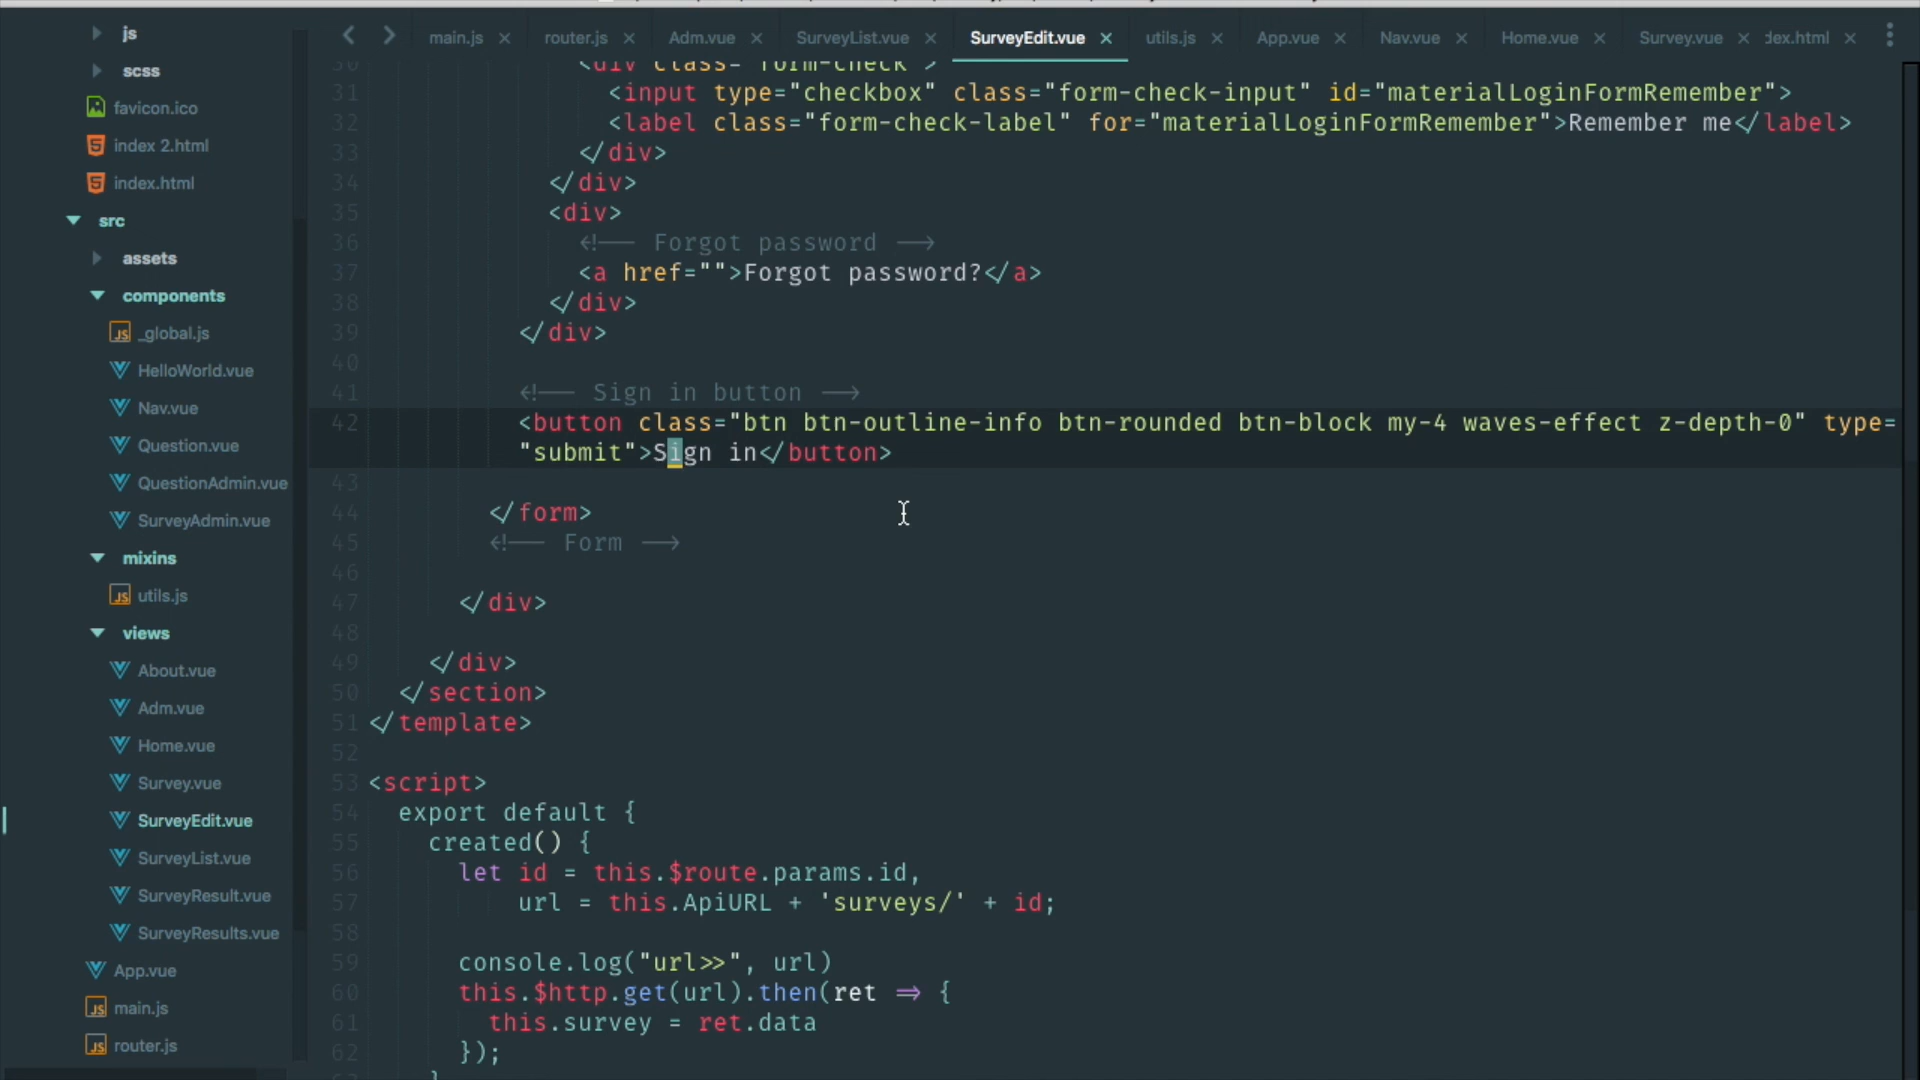 js
scss
favicon.ico
index 2.html
index.html
src
assets
components
_global.js
HelloWorld.vue
Nav.vue
Question.vue
QuestionAdmin.vue
SurveyAdmin.vue
mixins
utils.js
views
About.vue
Adm.vue
Home.vue
Survey.vue
SurveyEdit.vue
SurveyList.vue
SurveyResult.vue
SurveyResults.vue
App.vue
main.js
router.js
main.js × router.js × Adm.vue × SurveyList.vue × SurveyEdit.vue × utils.js × App.vue × Nav.vue × Home.vue × Survey.vue × dex.html ×
30 <div class="form-check">
31 <input type="checkbox" class="form-check-input" id="materialLoginFormRemember">
32 <label class="form-check-label" for="materialLoginFormRemember">Remember me</label>
33 </div>
34 </div>
35 <div>
36 <!-- Forgot password -->
37 <a href="">Forgot password?</a>
38 </div>
39 </div>
40
41 <!-- Sign in button -->
42 <button class="btn btn-outline-info btn-rounded btn-block my-4 waves-effect z-depth-0" type=
"submit">Sign in</button>
43
44 </form>
45 <!-- Form -->
46
47 </div>
48
49 </div>
50 </section>
51 </template>
52
53 <script>
54 export default {
55 created() {
56 let id = this.$route.params.id,
57 url = this.ApiURL + 'surveys/' + id;
58
59 console.log("url>>", url)
60 this.$http.get(url).then(ret => {
61 this.survey = ret.data
62 });